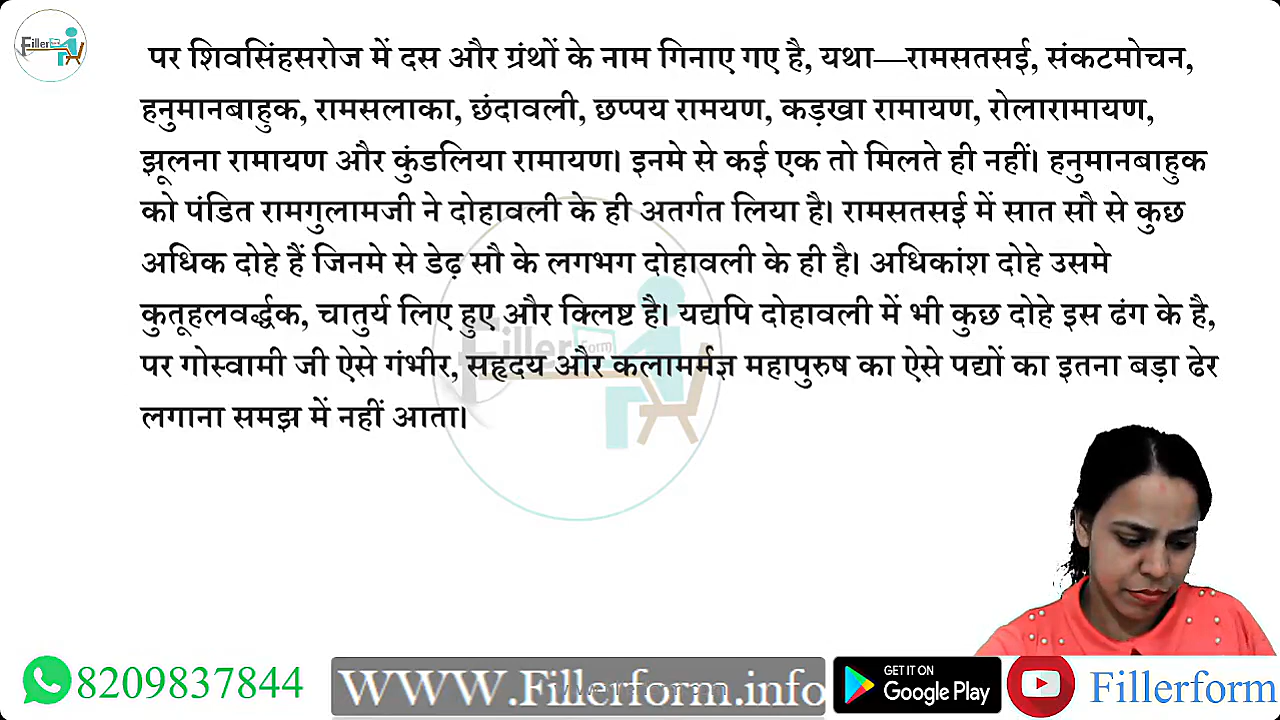 Filler Form
पर शिवसिंहसरोज में दस और ग्रंथों के नाम गिनाए गए है, यथा—रामसतसई, संकटमोचन,
हनुमानबाहुक, रामसलाका, छंदावली, छप्पय रामयण, कड़खा रामायण, रोलारामायण,
झूलना रामायण और कुंडलिया रामायण। इनमे से कई एक तो मिलते ही नहीं। हनुमानबाहुक
को पंडित रामगुलामजी ने दोहावली के ही अतर्गत लिया है। रामसतसई में सात सौ से कुछ
अधिक दोहे हैं जिनमे से डेढ़ सौ के लगभग दोहावली के ही है। अधिकांश दोहे उसमे
कुतूहलवर्द्धक, चातुर्य लिए हुए और क्लिष्ट है। यद्यपि दोहावली में भी कुछ दोहे इस ढंग के है,
पर गोस्वामी जी ऐसे गंभीर, सहृदय और कलामर्मज्ञ महापुरुष का ऐसे पद्यों का इतना बड़ा ढेर
लगाना समझ में नहीं आता।
Filler Form
8209837844
WWW.Fillerform.info
GET IT ON
Google Play
Fillerform